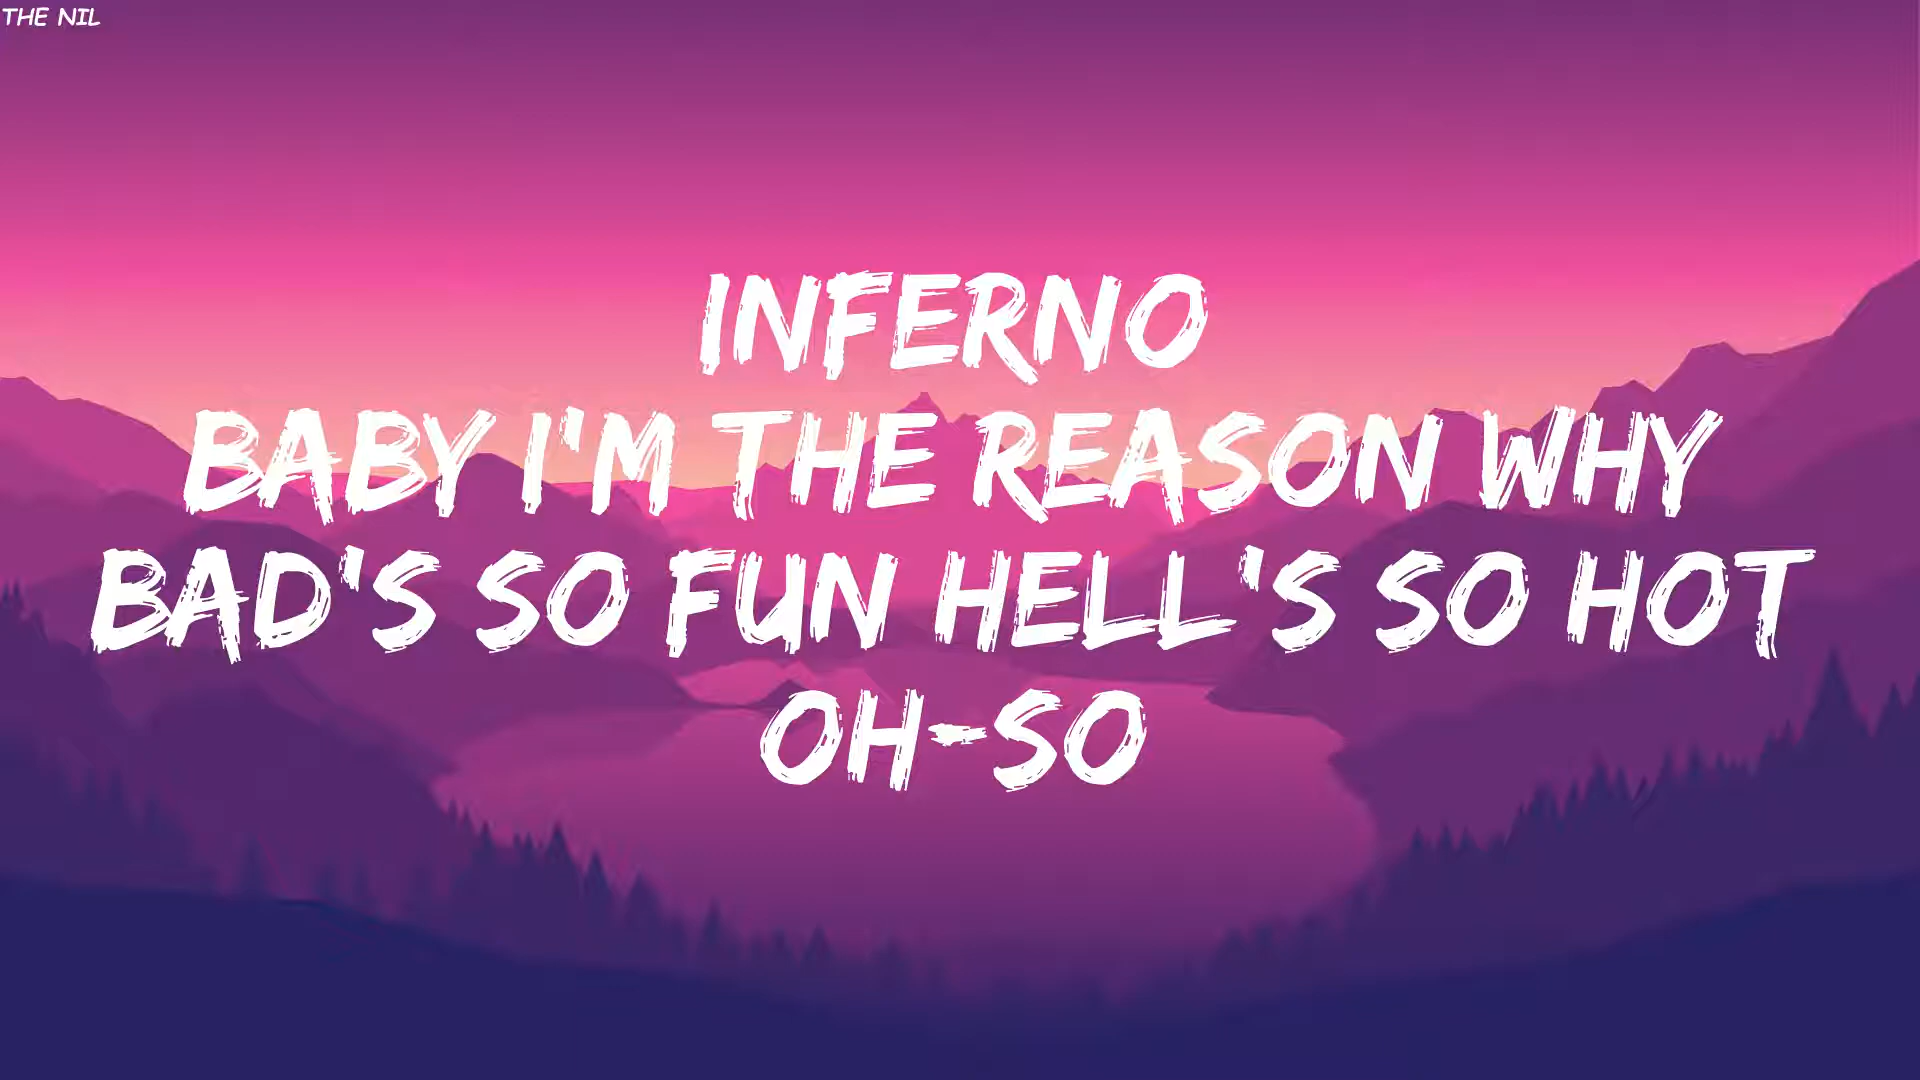 THE NIL
INFERNO
BABY I'M THE REASON WHY
BAD'S SO FUN HELL'S SO HOT
OH-SO